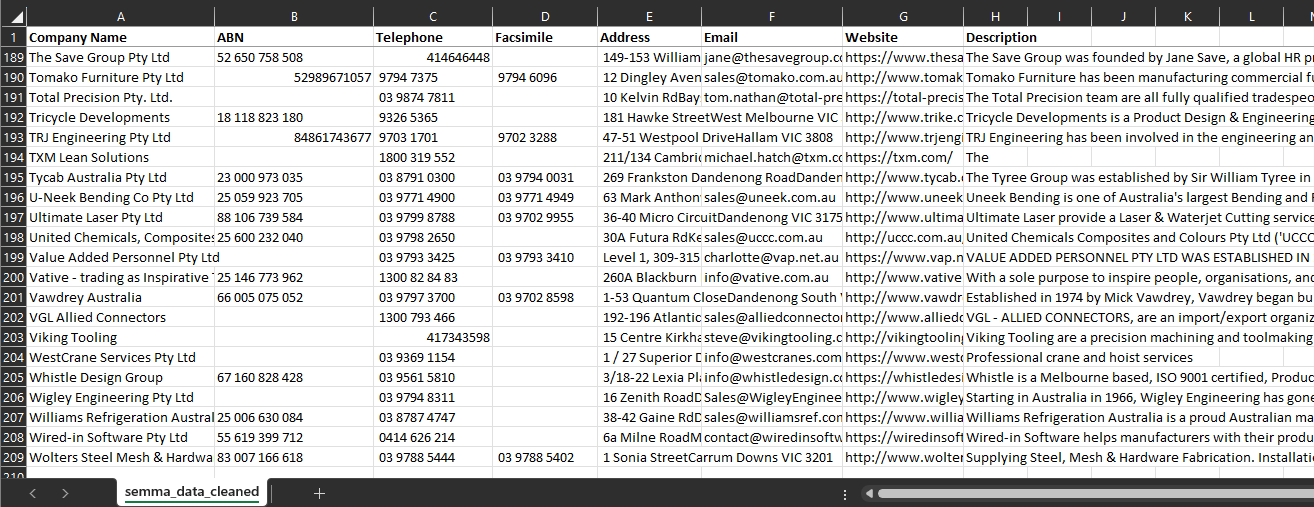 A B C D E F G H I J K L
1 Company Name ABN Telephone Facsimile Address Email Website Description
189 The Save Group Pty Ltd 52 650 758 508 414646448 149-153 William jane@thesavegroup.co https://www.thesa The Save Group was founded by Jane Save, a global HR pr
190 Tomako Furniture Pty Ltd 52989671057 9794 7375 9794 6096 12 Dingley Aven sales@tomako.com.au http://www.tomak Tomako Furniture has been manufacturing commercial fu
191 Total Precision Pty. Ltd. 03 9874 7811 10 Kelvin RdBay tom.nathan@total-pre https://total-precis The Total Precision team are all fully qualified tradespeo
192 Tricycle Developments 18 118 823 180 9326 5365 181 Hawke StreetWest Melbourne VIC http://www.trike.c Tricycle Developments is a Product Design & Engineering
193 TRJ Engineering Pty Ltd 84861743677 9703 1701 9702 3288 47-51 Westpool DriveHallam VIC 3808 http://www.trjengi TRJ Engineering has been involved in the engineering an
194 TXM Lean Solutions 1800 319 552 211/134 Cambric michael.hatch@txm.co https://txm.com/ The
195 Tycab Australia Pty Ltd 23 000 973 035 03 8791 0300 03 9794 0031 269 Frankston Dandenong RoadDanden http://www.tycab. The Tyree Group was established by Sir William Tyree in
196 U-Neek Bending Co Pty Ltd 25 059 923 705 03 9771 4900 03 9771 4949 63 Mark Anthon sales@uneek.com.au http://www.uneek Uneek Bending is one of Australia's largest Bending and F
197 Ultimate Laser Pty Ltd 88 106 739 584 03 9799 8788 03 9702 9955 36-40 Micro CircuitDandenong VIC 3175 http://www.ultima Ultimate Laser provide a Laser & Waterjet Cutting service
198 United Chemicals, Composites 25 600 232 040 03 9798 2650 30A Futura RdKe sales@uccc.com.au http://uccc.com.au United Chemicals Composites and Colours Pty Ltd ('UCCC
199 Value Added Personnel Pty Ltd 03 9793 3425 03 9793 3410 Level 1, 309-315 charlotte@vap.net.au https://www.vap.n VALUE ADDED PERSONNEL PTY LTD WAS ESTABLISHED IN
200 Vative - trading as Inspirative 25 146 773 962 1300 82 84 83 260A Blackburn info@vative.com.au http://www.vative With a sole purpose to inspire people, organisations, and
201 Vawdrey Australia 66 005 075 052 03 9797 3700 03 9702 8598 1-53 Quantum CloseDandenong South http://www.vawdr Established in 1974 by Mick Vawdrey, Vawdrey began bu
202 VGL Allied Connectors 1300 793 466 192-196 Atlantic sales@alliedconnecto http://www.alliedc VGL - ALLIED CONNECTORS, are an import/export organiz
203 Viking Tooling 417343598 15 Centre Kirkha steve@vikingtooling.c http://vikingtooling Viking Tooling are a precision machining and toolmaking
204 WestCrane Services Pty Ltd 03 9369 1154 1 / 27 Superior D info@westcranes.com http://www.westc Professional crane and hoist services
205 Whistle Design Group 67 160 828 428 03 9561 5810 3/18-22 Lexia Pla info@whistledesign.co https://whistledesi Whistle is a Melbourne based, ISO 9001 certified, Produc
206 Wigley Engineering Pty Ltd 03 9794 8311 16 Zenith RoadD Sales@WigleyEnginee http://www.wigley Starting in Australia in 1966, Wigley Engineering has gone
207 Williams Refrigeration Austral 25 006 630 084 03 8787 4747 38-42 Gaine RdD sales@williamsref.com https://www.willia Williams Refrigeration Australia is a proud Australian ma
208 Wired-in Software Pty Ltd 55 619 399 712 0414 626 214 6a Milne RoadM contact@wiredinsoftw https://wiredinsoft Wired-in Software helps manufacturers with their produ
209 Wolters Steel Mesh & Hardwa 83 007 166 618 03 9788 5444 03 9788 5402 1 Sonia StreetCarrum Downs VIC 3201 http://www.wolter Supplying Steel, Mesh & Hardware Fabrication. Installatio
210
semma_data_cleaned